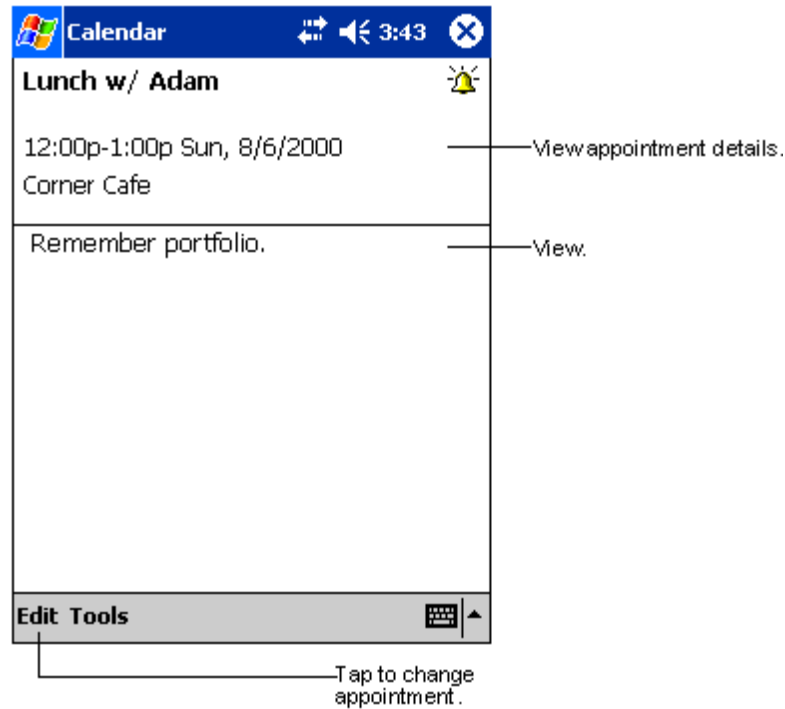 Calendar 3:43
Lunch w/ Adam
12:00p-1:00p Sun, 8/6/2000
View appointment details.
Corner Cafe
Remember portfolio.
View.
Edit Tools
Tap to change
appointment.